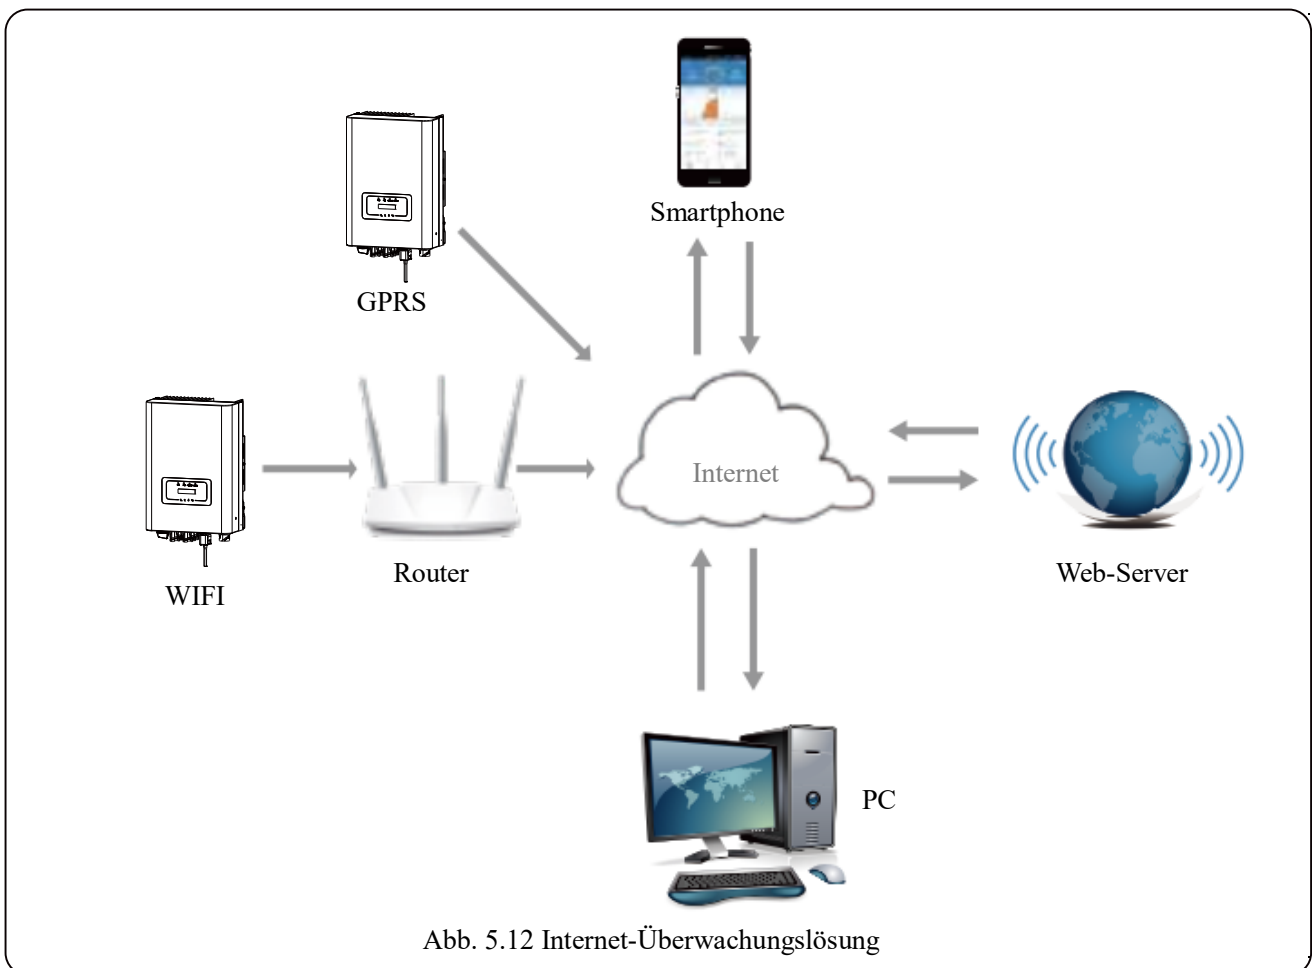 Smartphone
GPRS
Internet
Router
WIFI
Web-Server
PC
Abb. 5.12 Internet-Überwachungslösung